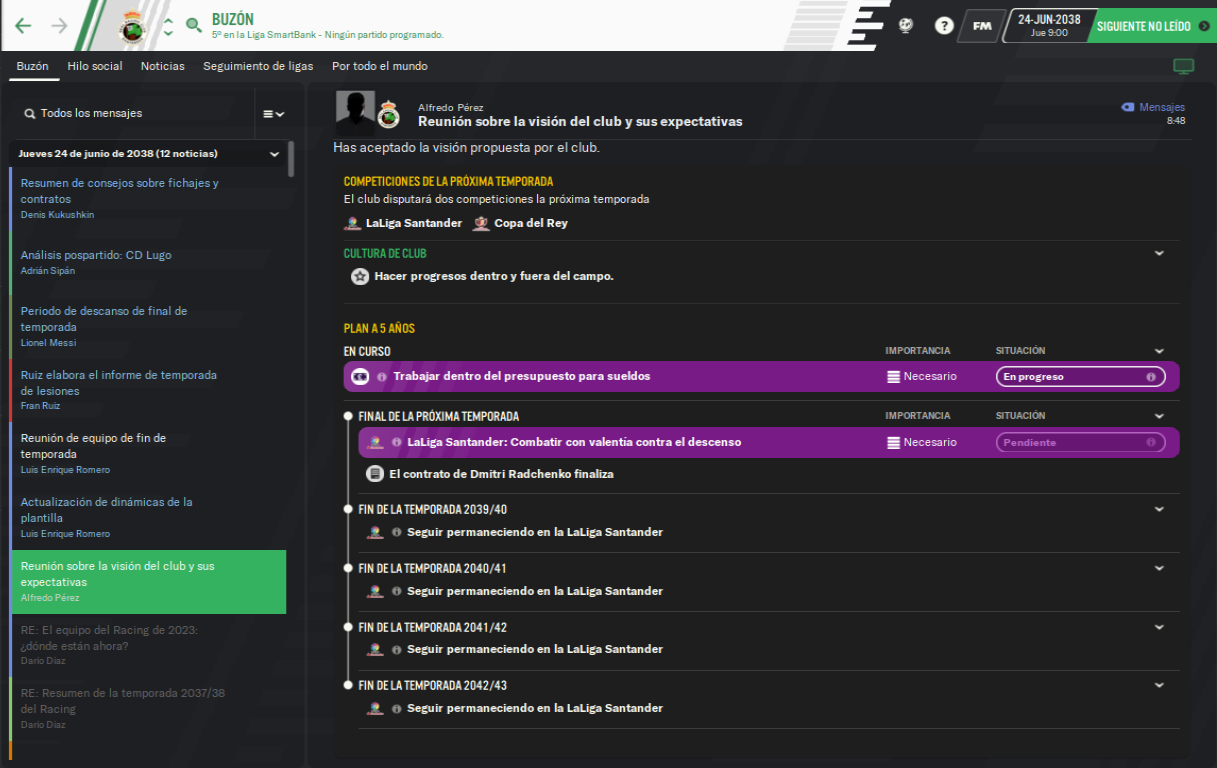 BUZÓN
5º en la Liga SmartBank - Ningún partido programado.
?
FM
24-JUN-2038
Jue 9:00
SIGUIENTE NO LEÍDO
Buzón
Hilo social
Noticias
Seguimiento de ligas
Por todo el mundo
Todos los mensajes
Jueves 24 de junio de 2038 (12 noticias)
Resumen de consejos sobre fichajes y
contratos
Denis Kukushkin
Análisis pospartido: CD Lugo
Adrián Sipán
Periodo de descanso de final de
temporada
Lionel Messi
Ruiz elabora el informe de temporada
de lesiones
Fran Ruiz
Reunión de equipo de fin de
temporada
Luis Enrique Romero
Actualización de dinámicas de la
plantilla
Luis Enrique Romero
Reunión sobre la visión del club y sus
expectativas
Alfredo Pérez
RE: El equipo del Racing de 2023:
¿dónde están ahora?
Darío Díaz
RE: Resumen de la temporada 2037/38
del Racing
Darío Díaz
Alfredo Pérez
Reunión sobre la visión del club y sus expectativas
Mensajes
8:48
Has aceptado la visión propuesta por el club.
COMPETICIONES DE LA PRÓXIMA TEMPORADA
El club disputará dos competiciones la próxima temporada
LaLiga Santander
Copa del Rey
CULTURA DE CLUB
Hacer progresos dentro y fuera del campo.
PLAN A 5 AÑOS
EN CURSO
IMPORTANCIA
SITUACIÓN
Trabajar dentro del presupuesto para sueldos
Necesario
En progreso
FINAL DE LA PRÓXIMA TEMPORADA
IMPORTANCIA
SITUACIÓN
LaLiga Santander: Combatir con valentía contra el descenso
Necesario
Pendiente
El contrato de Dmitri Radchenko finaliza
FIN DE LA TEMPORADA 2039/40
Seguir permaneciendo en la LaLiga Santander
FIN DE LA TEMPORADA 2040/41
Seguir permaneciendo en la LaLiga Santander
FIN DE LA TEMPORADA 2041/42
Seguir permaneciendo en la LaLiga Santander
FIN DE LA TEMPORADA 2042/43
Seguir permaneciendo en la LaLiga Santander